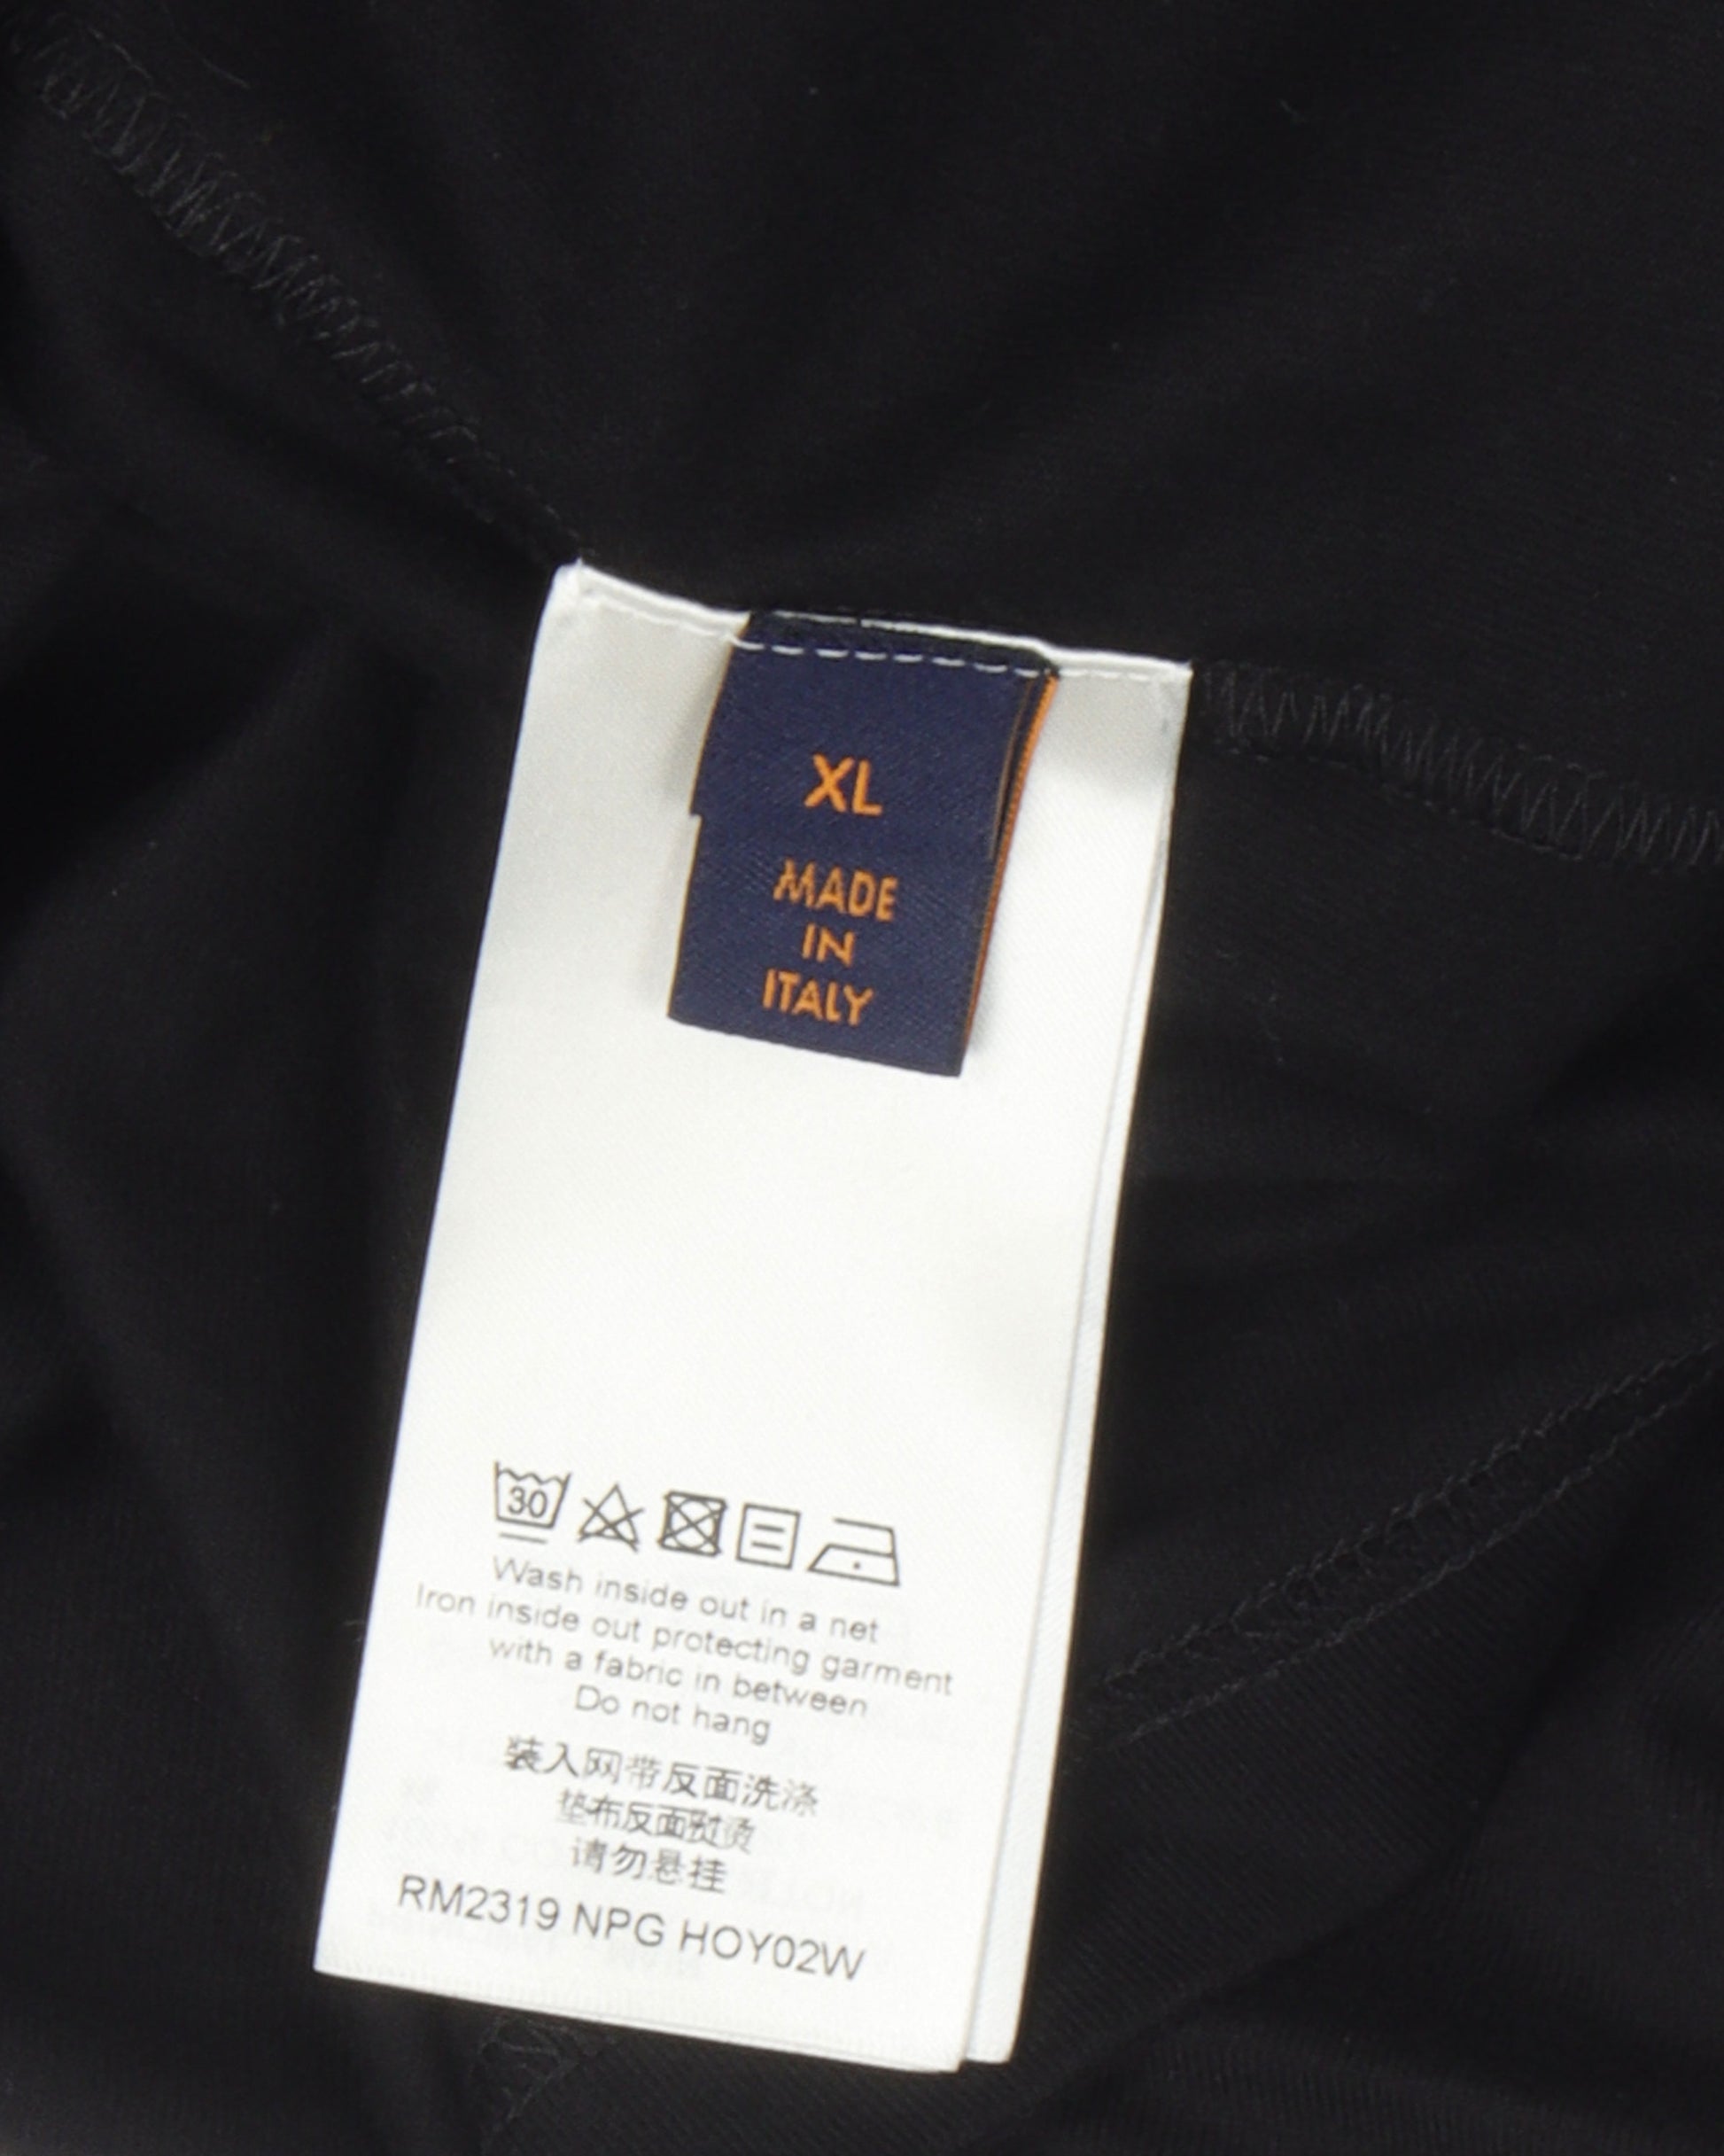 XL
MADE
IN
ITALY
30
Wash inside out in a net
Iron inside out protecting garment
with a fabric in between
Do not hang
装入网带反面洗涤
垫布反面熨烫
请勿悬挂
RM2319 NPG HOY02W